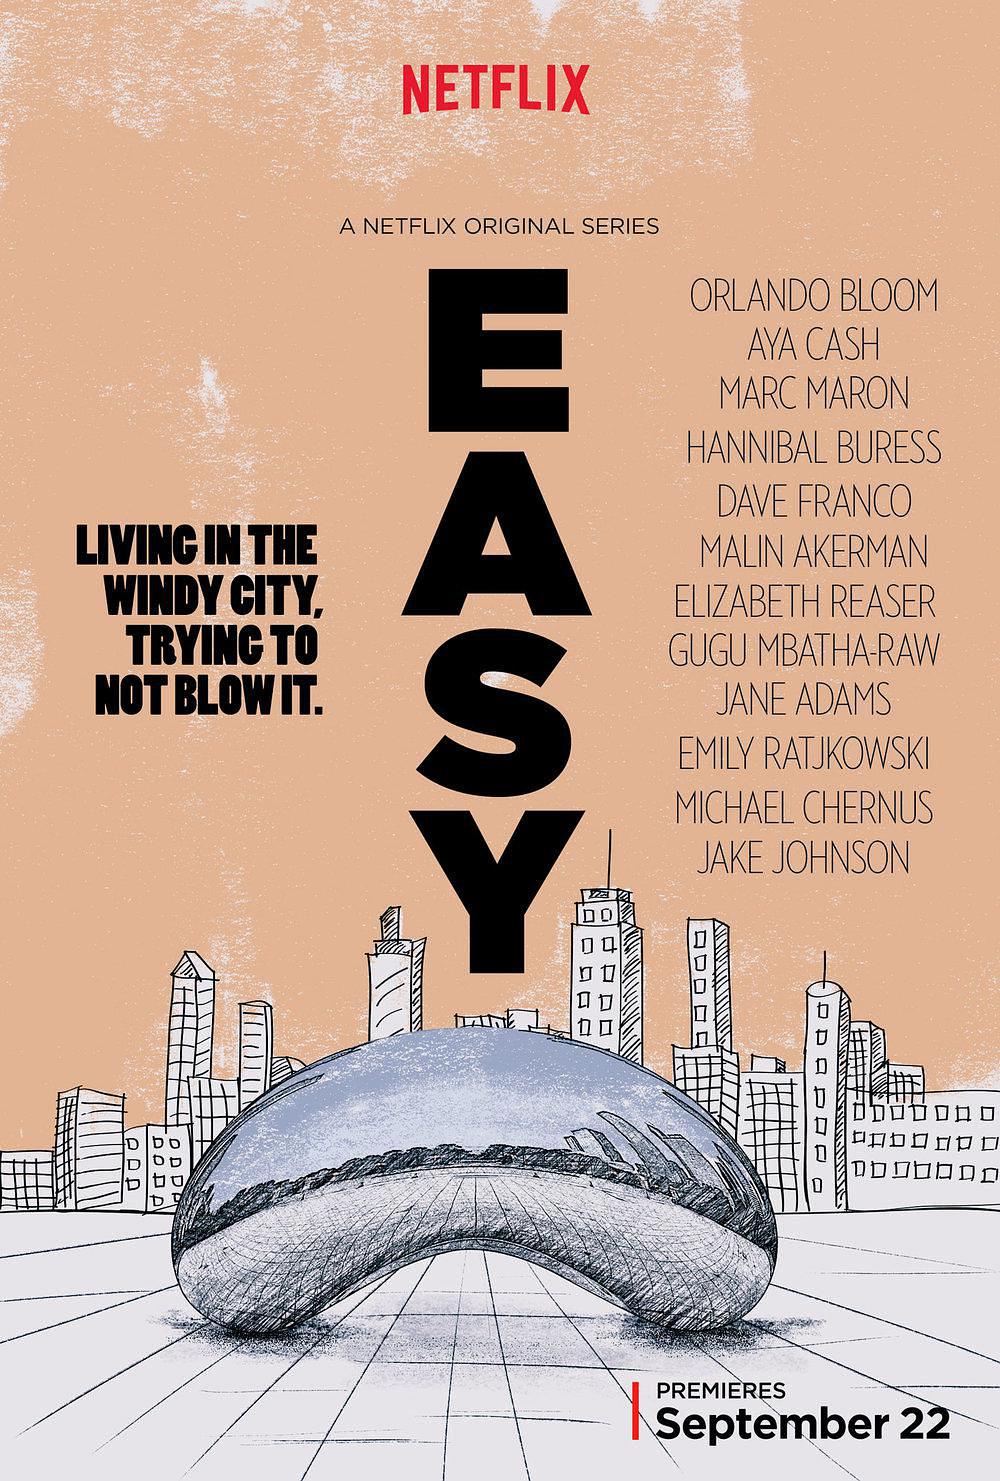 NETFLIX
A NETFLIX ORIGINAL SERIES
EASY
LIVING IN THE
WINDY CITY,
TRYING TO
NOT BLOW IT.
ORLANDO BLOOM
AYA CASH
MARC MARON
HANNIBAL BURESS
DAVE FRANCO
MALIN AKERMAN
ELIZABETH REASER
GUGU MBATHA-RAW
JANE ADAMS
EMILY RATJKOWSKI
MICHAEL CHERNUS
JAKE JOHNSON
PREMIERES
September 22